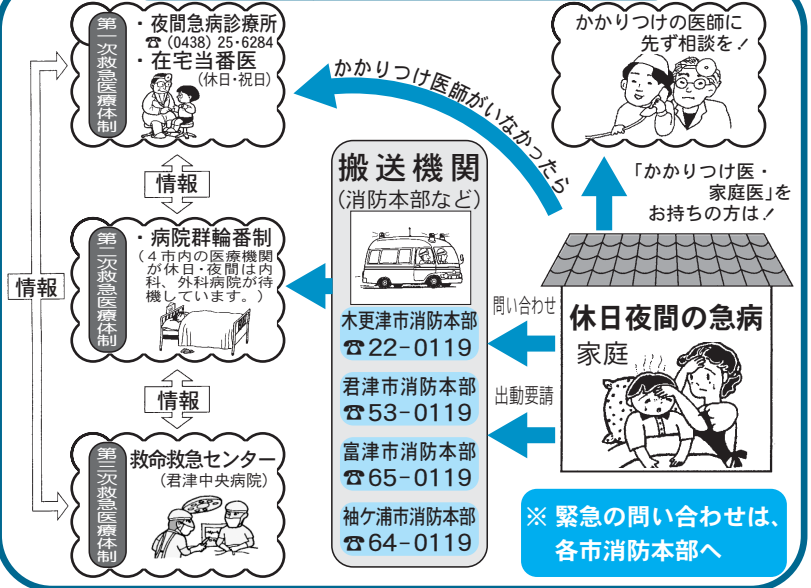 第一次救急医療体制
・夜間急病診療所
☎(0438) 25-6284
・在宅当番医
(休日・祝日)
情報
第二次救急医療体制
・病院群輪番制
(4市内の医療機関
が休日・夜間は内
科、外科病院が待
機しています。)
情報
情報
第三次救急医療体制
救命救急センター
(君津中央病院)
かかりつけ医師がいなかったら
搬送機関
(消防本部など)
木更津市消防本部
☎22-0119
君津市消防本部
☎53-0119
富津市消防本部
☎65-0119
袖ケ浦市消防本部
☎64-0119
かかりつけの医師に
先ず相談を!
「かかりつけ医・
家庭医」を
お持ちの方は!
問い合わせ
出動要請
休日夜間の急病
家庭
※ 緊急の問い合わせは、
各市消防本部へ